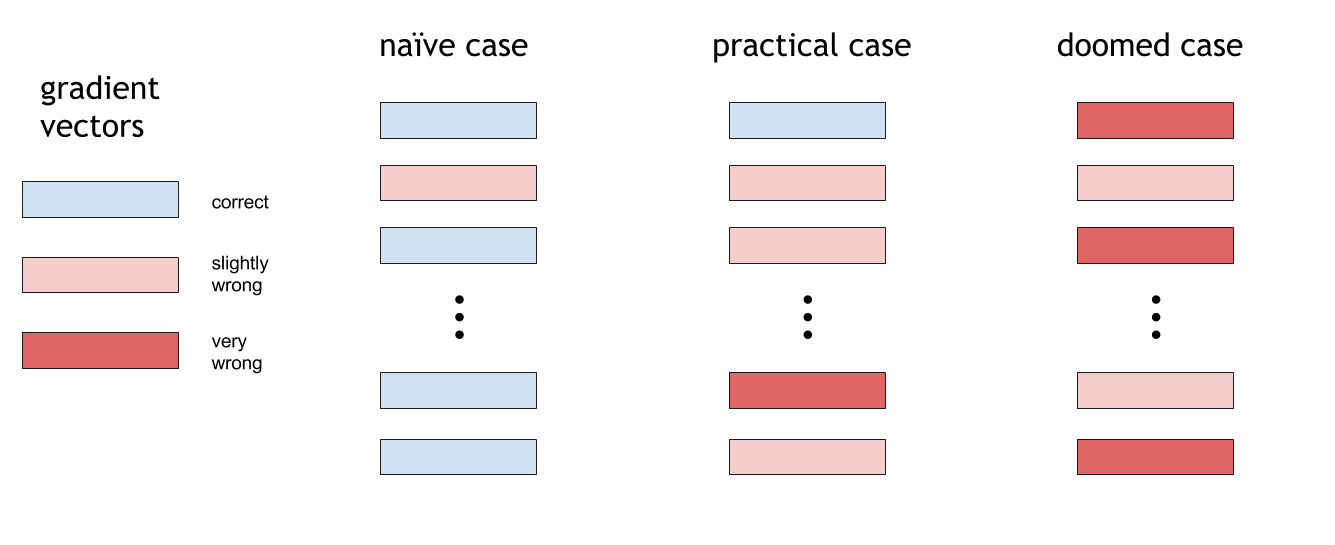 naïve case
practical case
doomed case
gradient
vectors
correct
slightly
wrong
very
wrong